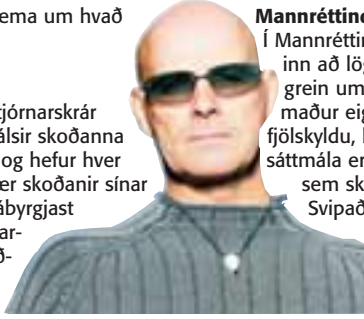 ema um hvað
tjórnarskrár
álsir skoðanna
og hefur hver
er skoðanir sínar
ábyrgjast
ar-
ð-
Mannréttind
Í Mannréttin
inn að lög
grein um
maður eig
fjölskyldu, h
sáttmála er
sem sk
Svipað